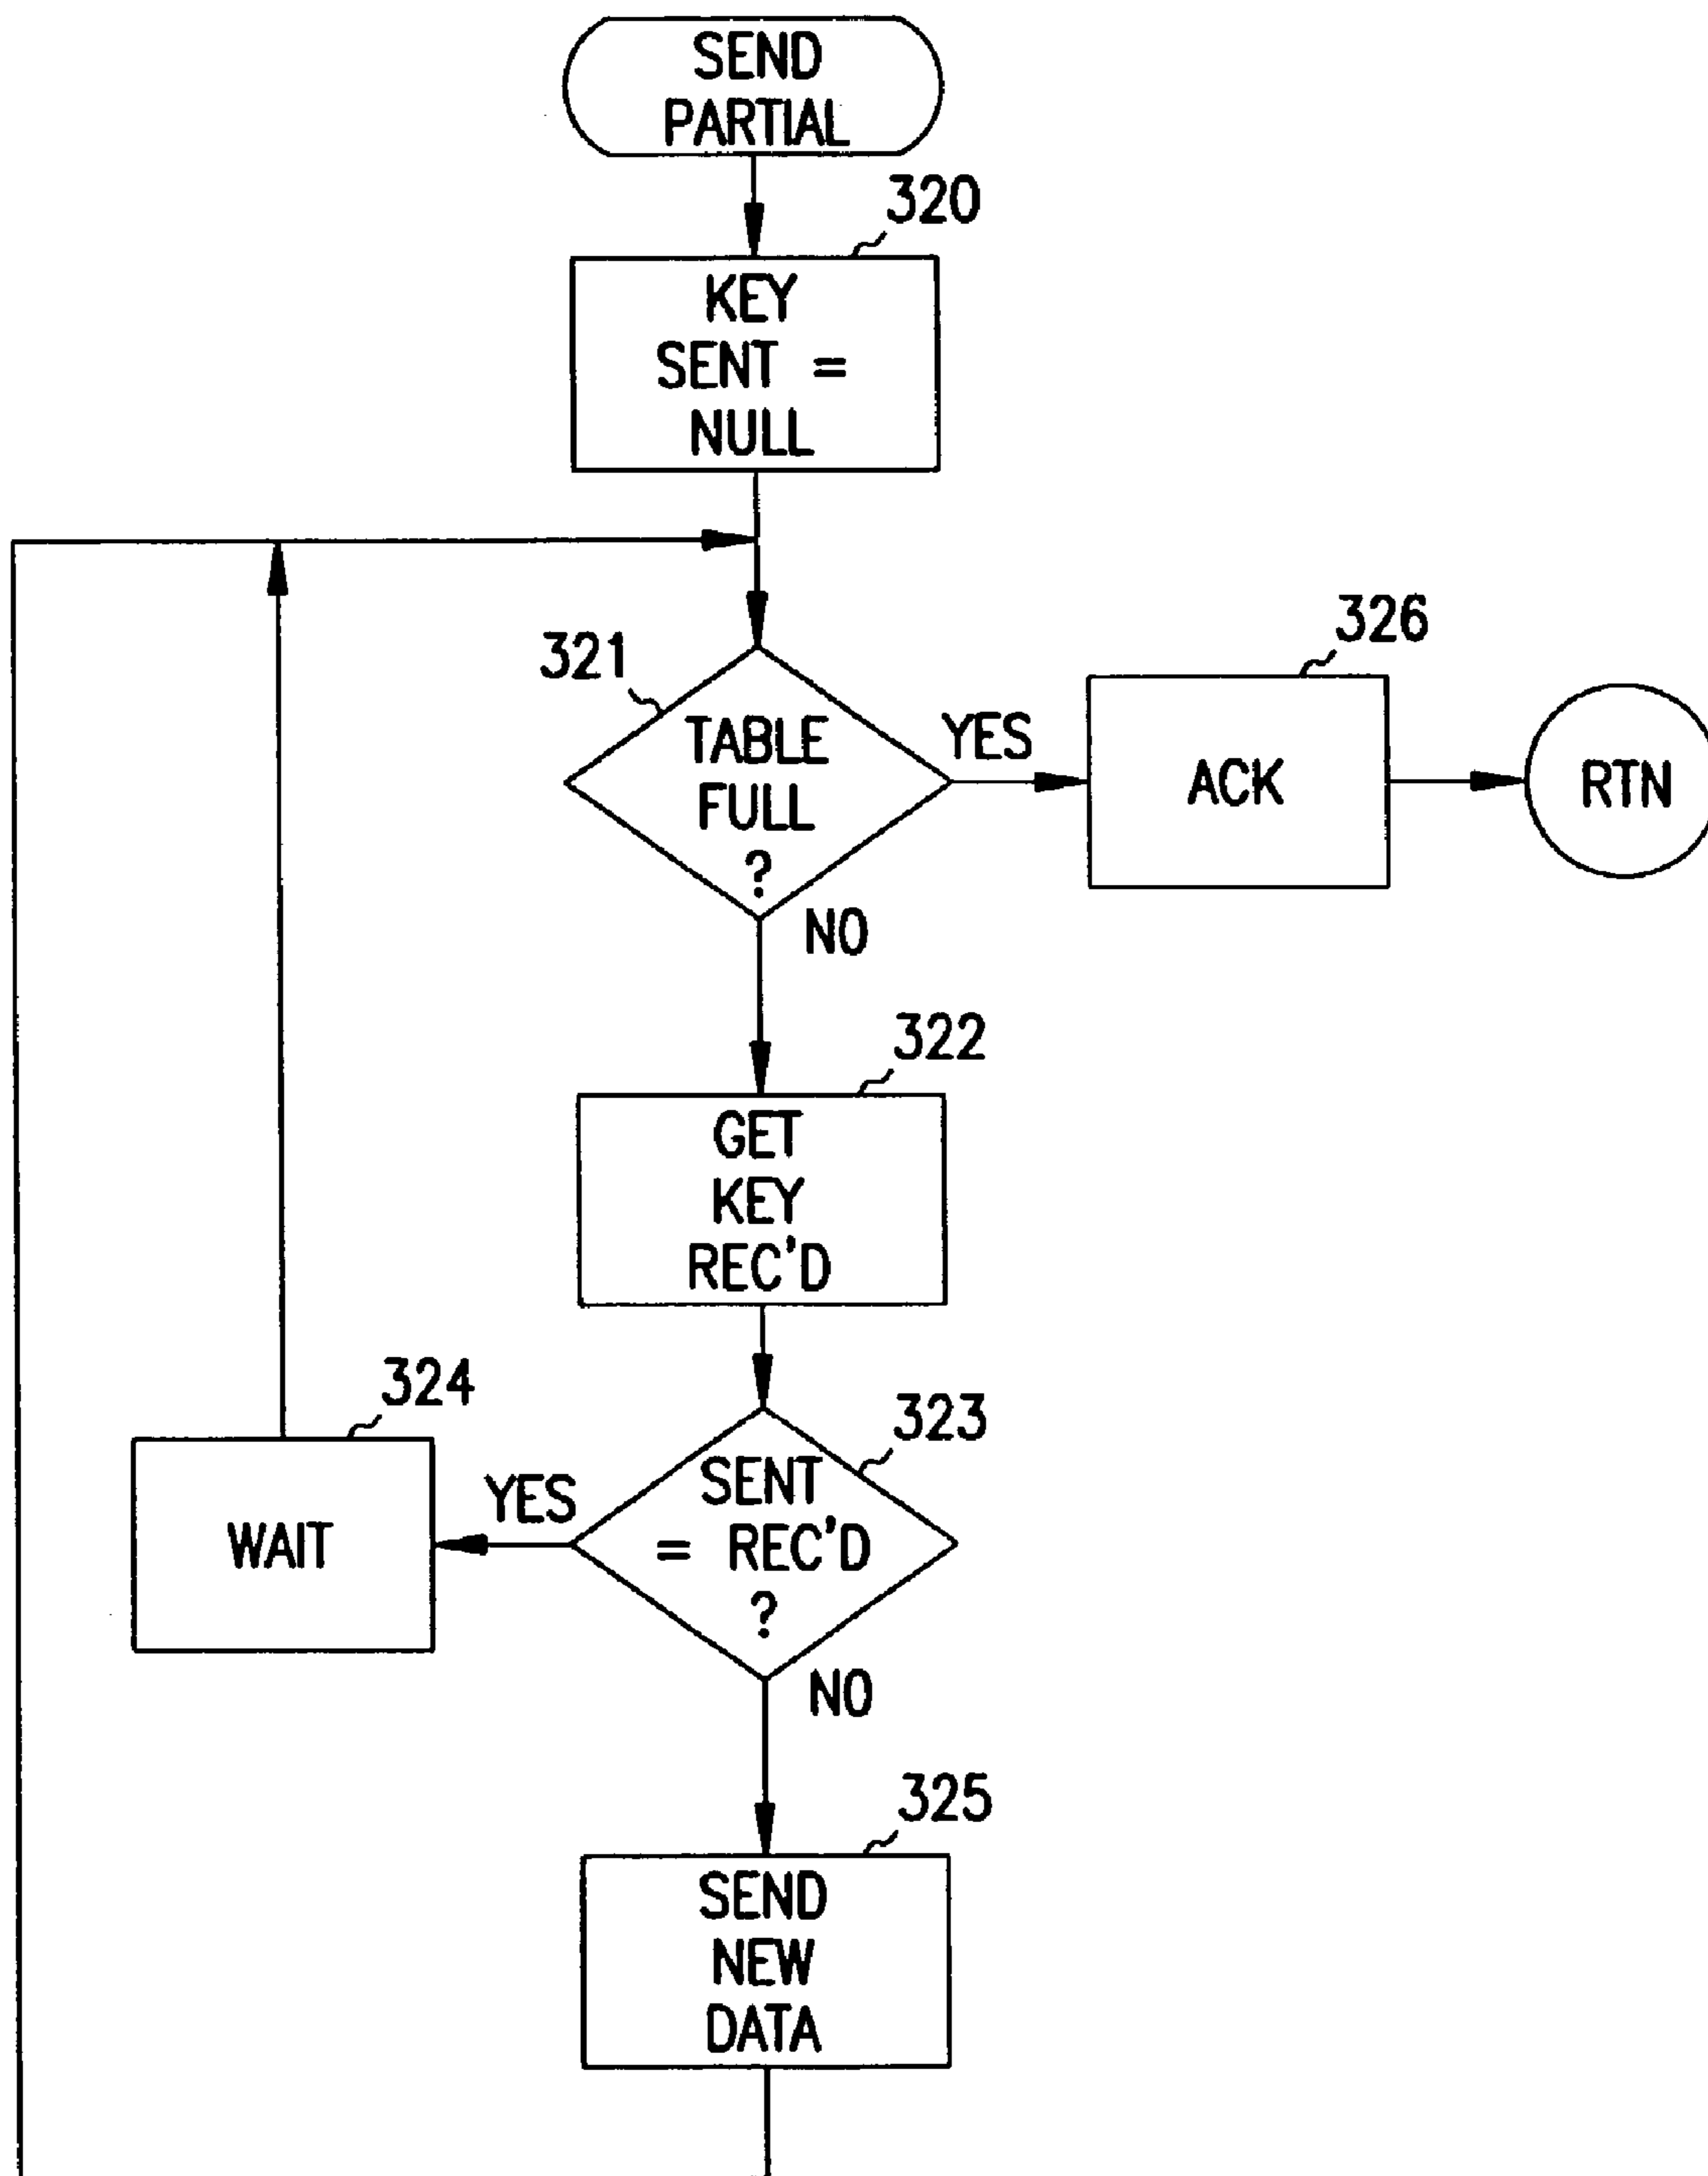 SEND
PARTIAL
320
KEY
SENT =
NULL
321
TABLE
FULL
?
YES
326
ACK
RTN
NO
322
GET
KEY
REC'D
324
WAIT
YES
323
SENT
= REC'D
?
NO
325
SEND
NEW
DATA